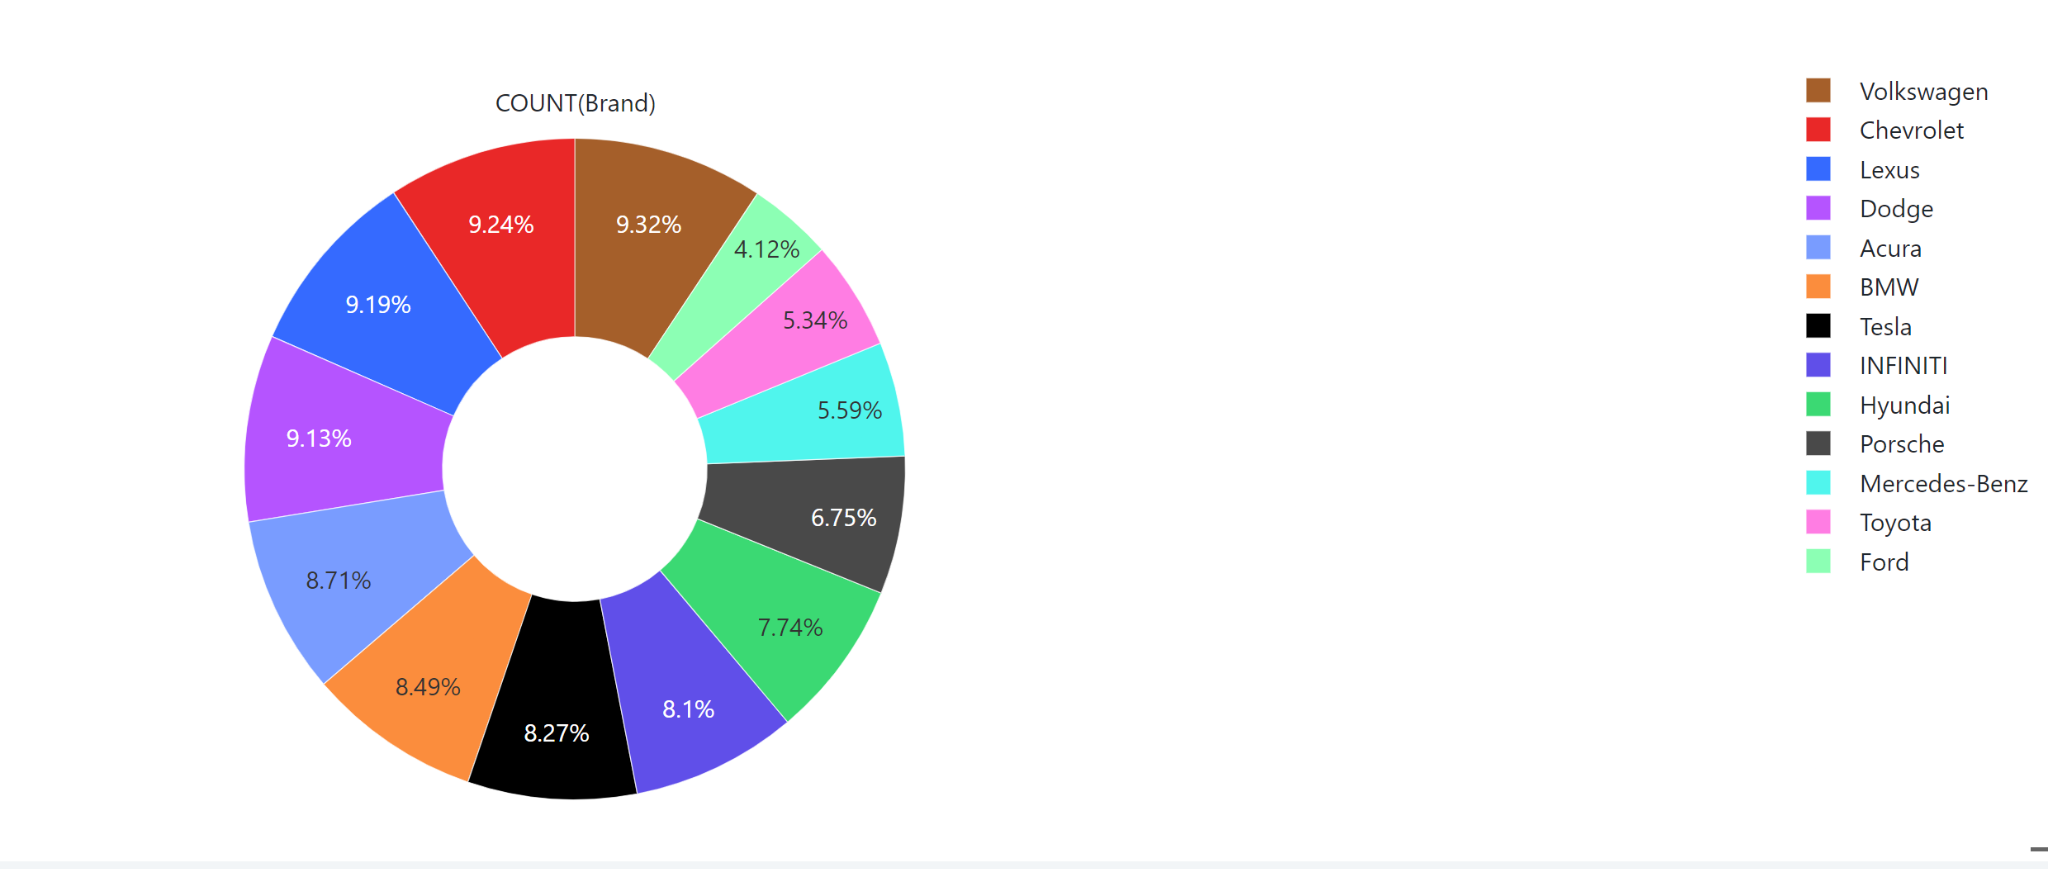 COUNT(Brand)
9.24%
9.32%
4.12%
9.19%
5.34%
5.59%
9.13%
6.75%
8.71%
7.74%
8.49%
8.1%
8.27%
Volkswagen
Chevrolet
Lexus
Dodge
Acura
BMW
Tesla
INFINITI
Hyundai
Porsche
Mercedes-Benz
Toyota
Ford